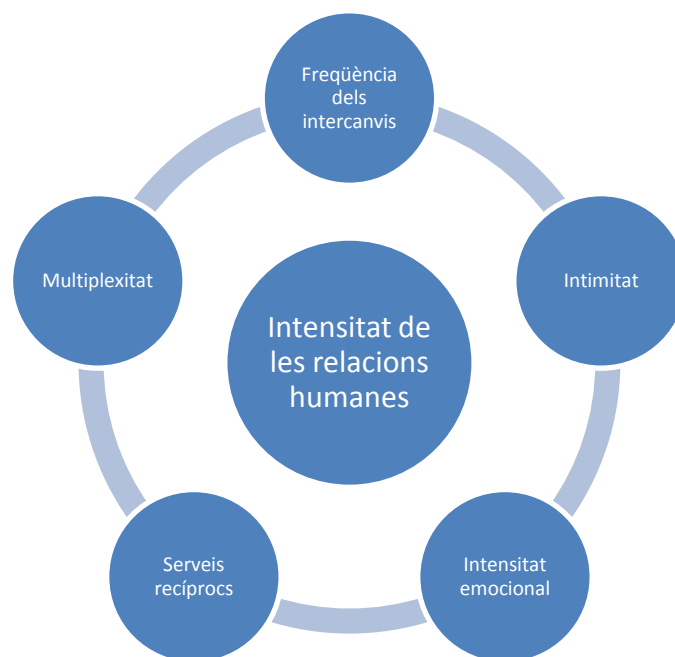 Freqüència
dels
intercanvis
Multiplexitat
Intimitat
Intensitat de
les relacions
humanes
Serveis
recíprocs
Intensitat
emocional